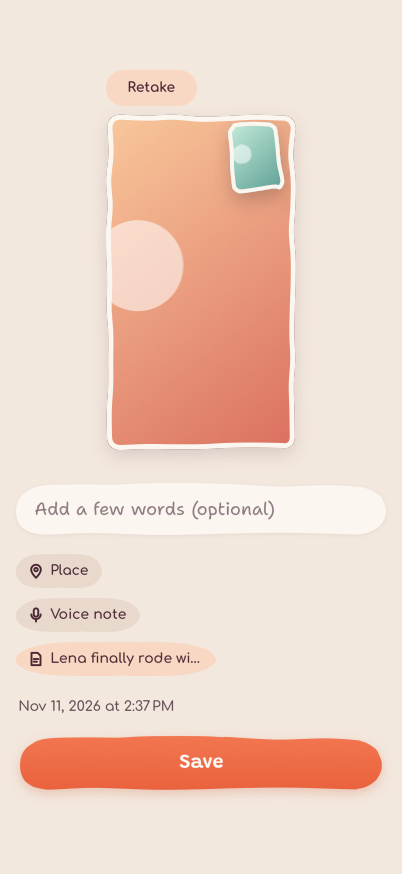 Retake
Add a few words (optional)
Place
Voice note
Lena finally rode wi...
Nov 11, 2026 at 2:37 PM
Save